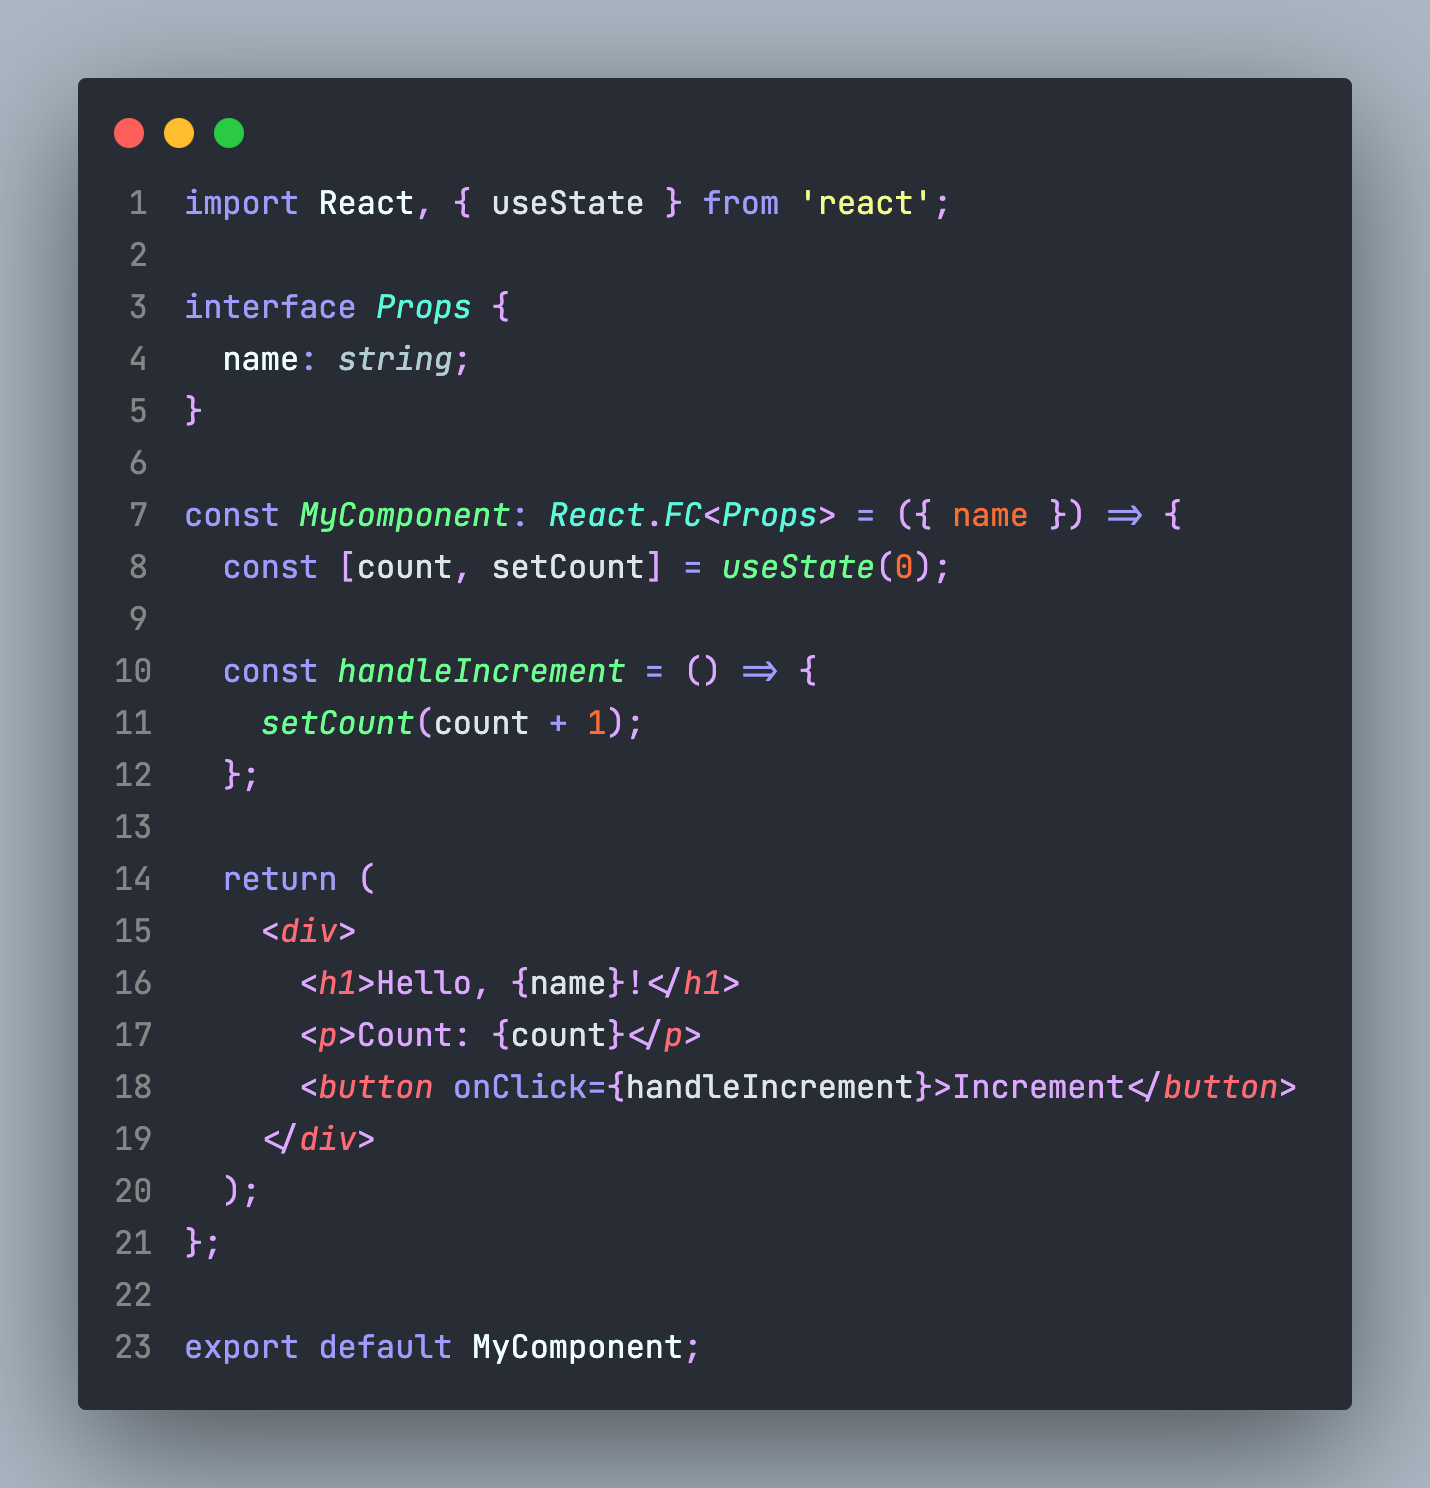 1 import React, { useState } from 'react';
2
3 interface Props {
4   name: string;
5 }
6
7 const MyComponent: React.FC<Props> = ({ name }) => {
8   const [count, setCount] = useState(0);
9
10   const handleIncrement = () => {
11     setCount(count + 1);
12   };
13
14   return (
15     <div>
16       <h1>Hello, {name}!</h1>
17       <p>Count: {count}</p>
18       <button onClick={handleIncrement}>Increment</button>
19     </div>
20   );
21 };
22
23 export default MyComponent;